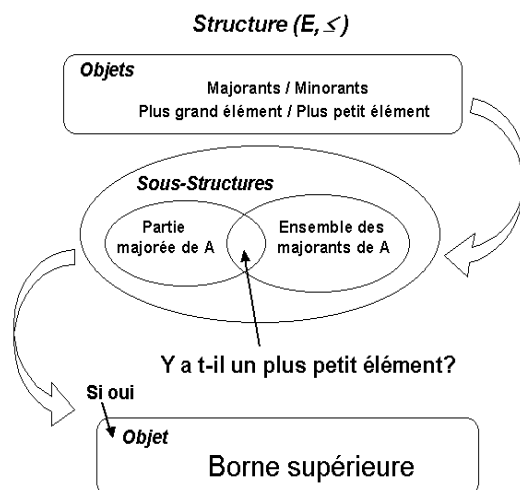 Structure (E, ≤)
Objets
Majorants / Minorants
Plus grand élément / Plus petit élément
Sous-Structures
Partie
majorée de A
Ensemble des
majorants de A
Y a t-il un plus petit élément?
Si oui
Objet
Borne supérieure